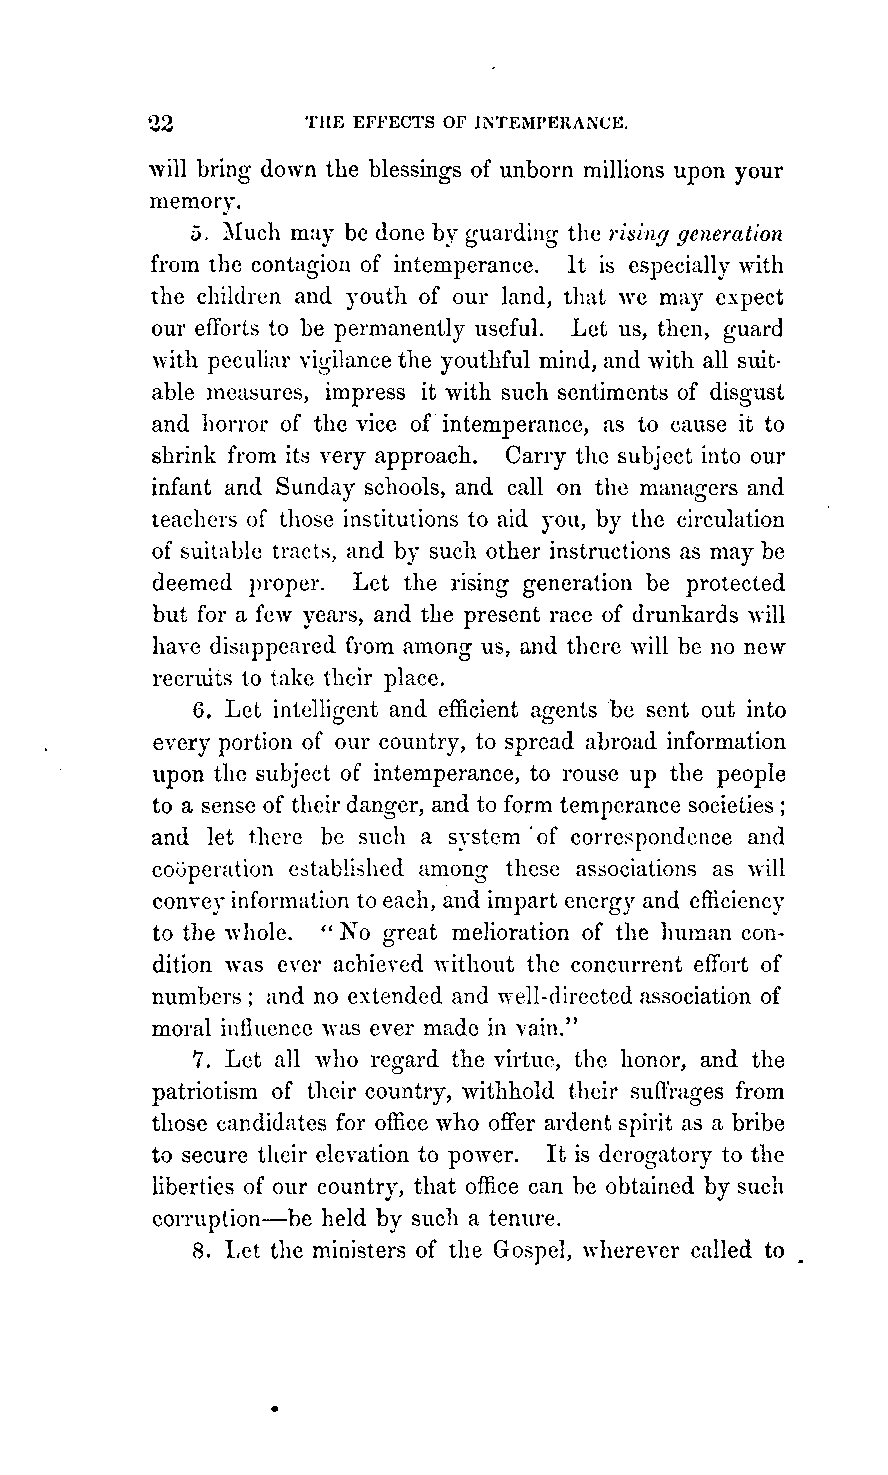 22 THE EFFECTS OF INTEMPERANCE.
will bring down the blessings of unborn millions upon your
memory.
5. Much may be done by guarding the rising generation
from the contagion of intemperance. It is especially with
the children and youth of our land, that we may expect
our efforts to be permanently useful. Let us, then, guard
with peculiar vigilance the youthful mind, and with all suit-
able measures, impress it with such sentiments of disgust
and horror of the vice of intemperance, as to cause it to
shrink from its very approach. Carry the subject into our
infant and Sunday schools, and call on the managers and
teachers of those institutions to aid you, by the circulation
of suitable tracts, and by such other instructions as may be
deemed proper. Let the rising generation be protected
but for a few years, and the present race of drunkards will
have disappeared from among us, and there will be no new
recruits to take their place.
6. Let intelligent and efficient agents be sent out into
every portion of our country, to spread abroad information
upon the subject of intemperance, to rouse up the people
to a sense of their danger, and to form temperance societies ;
and let there be such a system of correspondence and
coöperation established among these associations as will
convey information to each, and impart energy and efficiency
to the whole. "No great melioration of the human con-
dition was ever achieved without the concurrent effort of
numbers ; and no extended and well-directed association of
moral influence was ever made in vain."
7. Let all who regard the virtue, the honor, and the
patriotism of their country, withhold their suffrages from
those candidates for office who offer ardent spirit as a bribe
to secure their elevation to power. It is derogatory to the
liberties of our country, that office can be obtained by such
corruption—be held by such a tenure.
8. Let the ministers of the Gospel, wherever called to